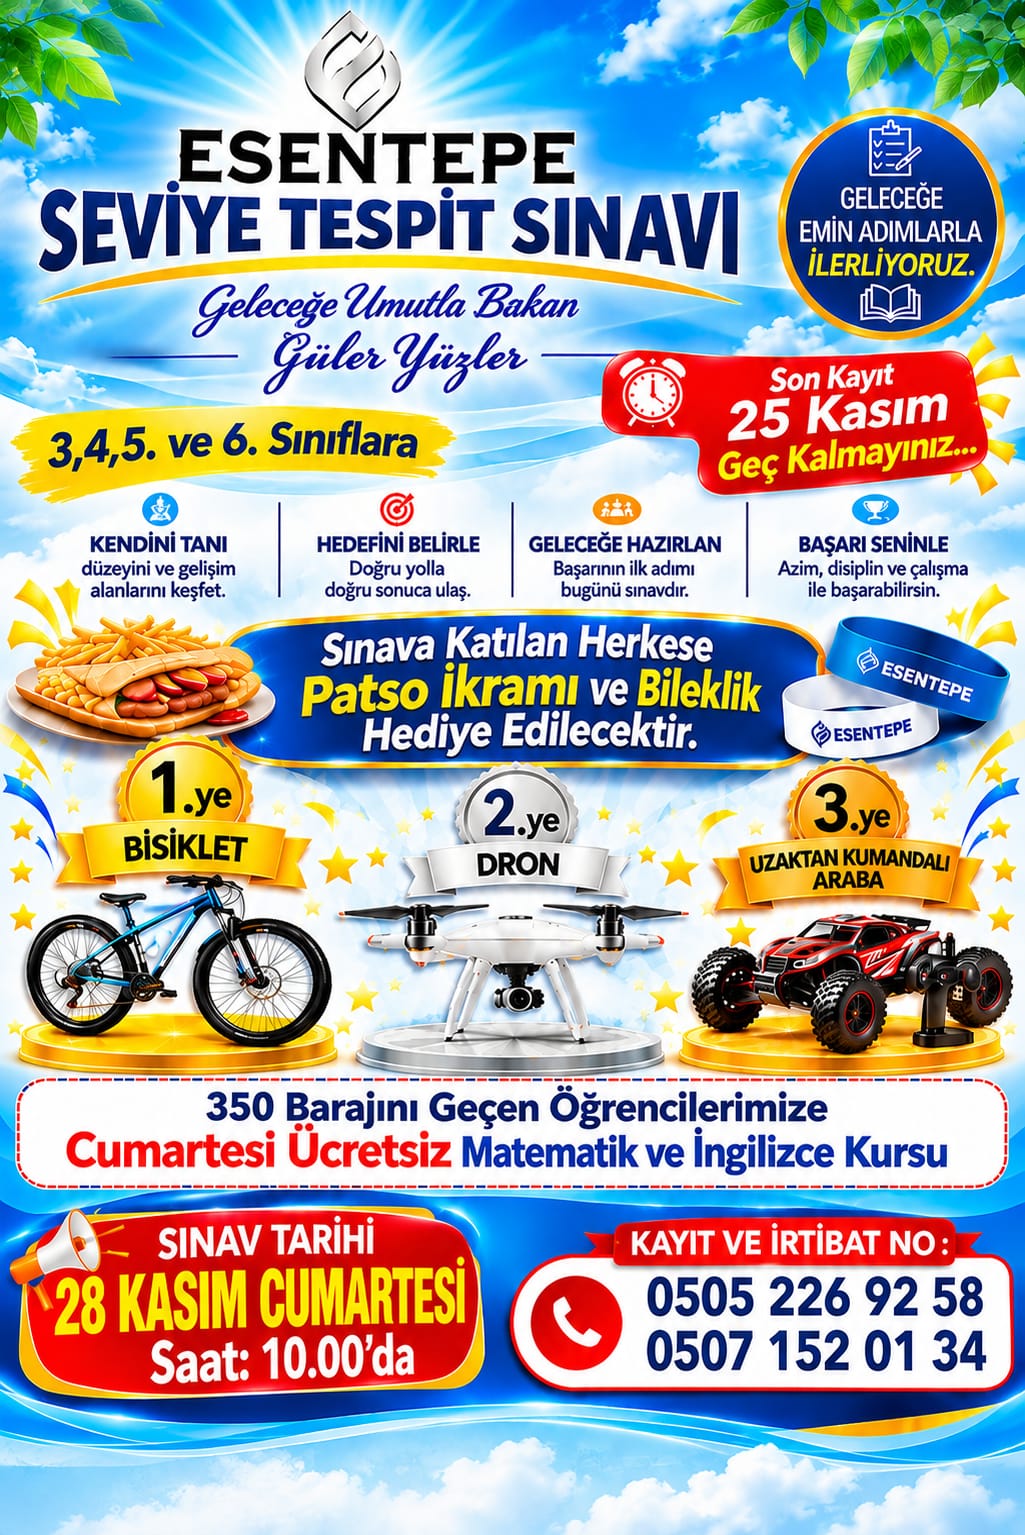 ESENTEPE
SEVİYE TESPİT SINAVI
Geleceğe Umutla Bakan
Güler Yüzler
GELECEĞE
EMİN ADIMLARLA
İLERLİYORUZ.
Son Kayıt
25 Kasım
Geç Kalmayınız...
3,4,5. ve 6. Sınıflara
KENDİNİ TANI
düzeyini ve gelişim
alanlarını keşfet.
HEDEFİNİ BELİRLE
Doğru yolla
doğru sonuca ulaş.
GELECEĞE HAZIRLAN
Başarının ilk adımı
bugünü sınavdır.
BAŞARI SENİNLE
Azim, disiplin ve çalışma
ile başarabilirsin.
Sınava Katılan Herkese
Patso İkramı ve Bileklik
Hediye Edilecektir.
ESENTEPE
ESENTEPE
1.ye
BİSİKLET
2.ye
DRON
3.ye
UZAKTAN KUMANDALI
ARABA
350 Barajını Geçen Öğrencilerimize
Cumartesi Ücretsiz Matematik ve İngilizce Kursu
SINAV TARİHİ
28 KASIM CUMARTESİ
Saat: 10.00'da
KAYIT VE İRTİBAT NO :
0505 226 92 58
0507 152 01 34